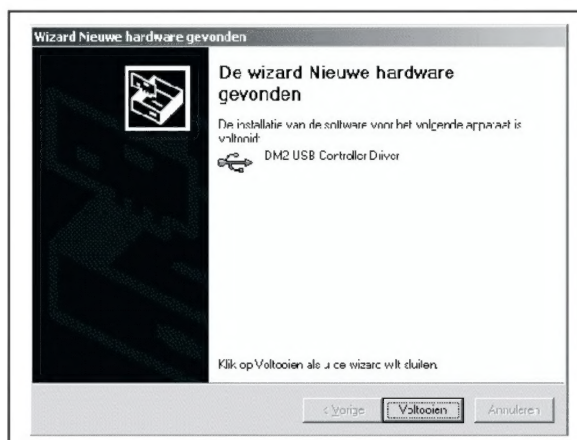 Wizard Nieuwe hardware gevonden
De wizard Nieuwe hardware
gevonden
De installatie van de software voor het volgende apparaat is
voltooid:
DM2 USB Controller Driver
Klik op Voltooien als u de wizard wilt sluiten.
< Vorige
Voltooien
Annuleren